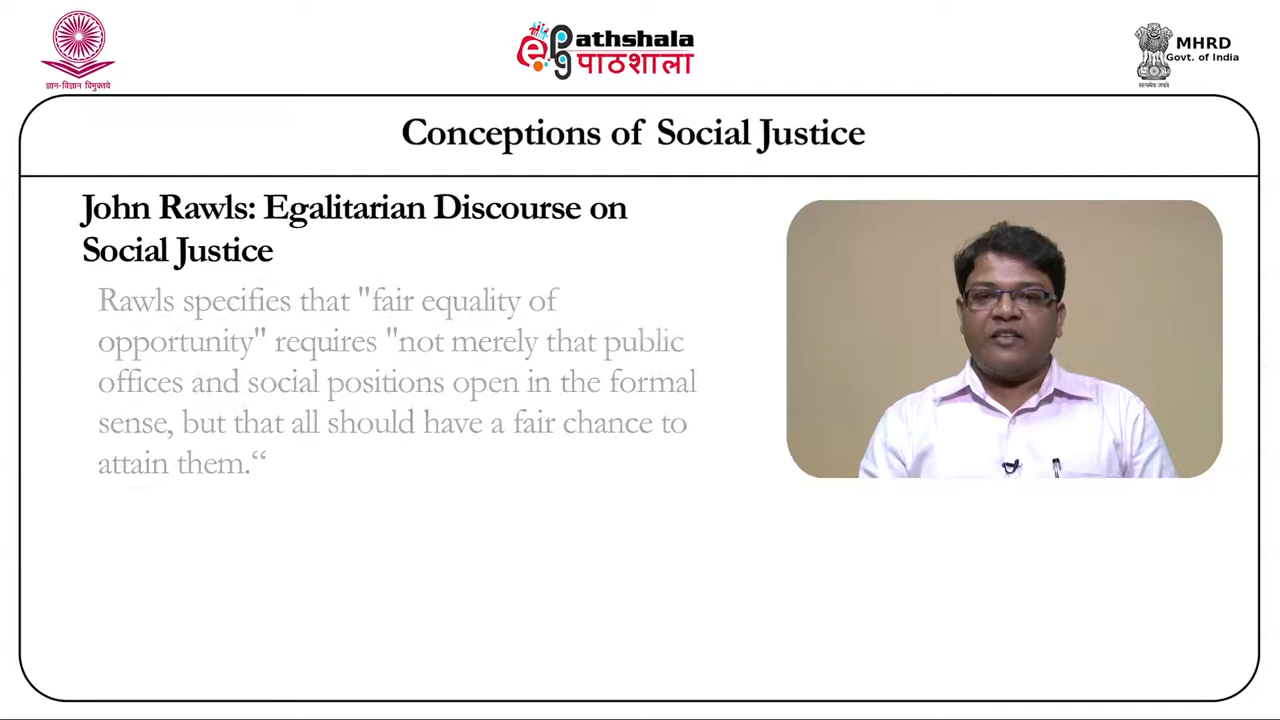 ज्ञान-विज्ञान विमुक्तये
e Pathshala
पाठशाला
MHRD
Govt. of India
सत्यमेव जयते
Conceptions of Social Justice
John Rawls: Egalitarian Discourse on
Social Justice
Rawls specifies that "fair equality of
opportunity" requires "not merely that public
offices and social positions open in the formal
sense, but that all should have a fair chance to
attain them.“